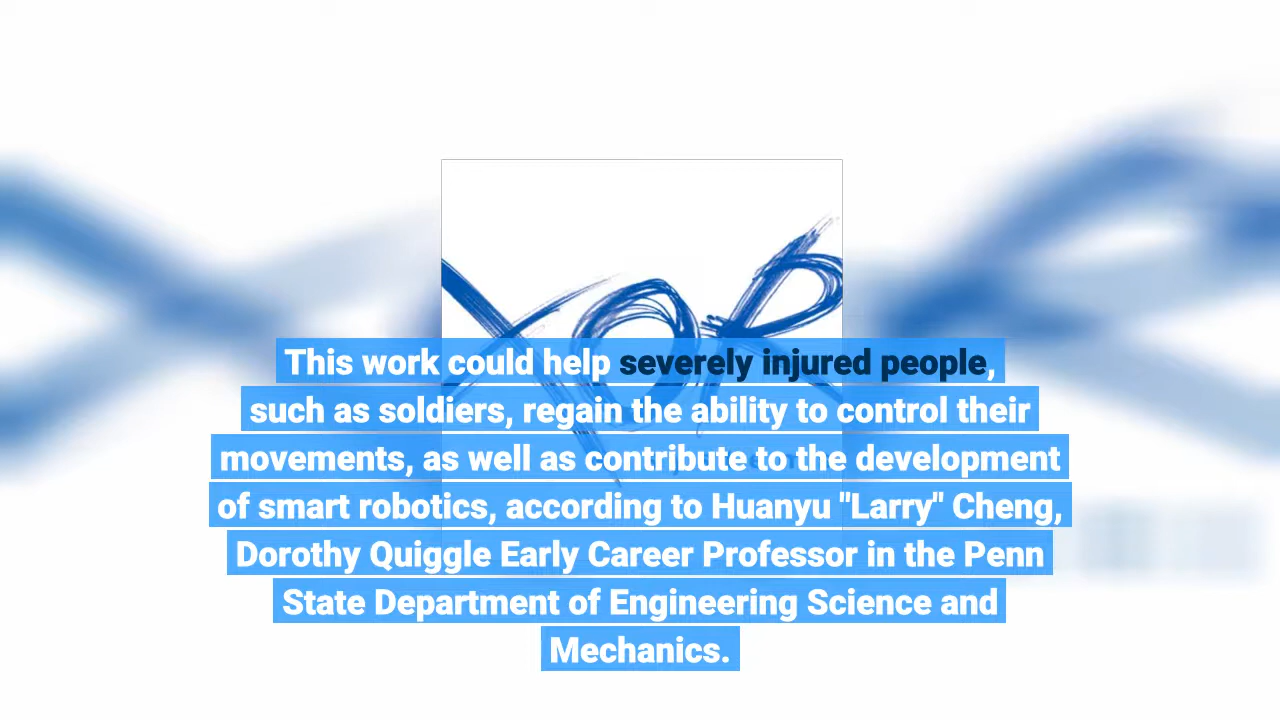 This work could help severely injured people,
such as soldiers, regain the ability to control their
movements, as well as contribute to the development
of smart robotics, according to Huanyu "Larry" Cheng,
Dorothy Quiggle Early Career Professor in the Penn
State Department of Engineering Science and
Mechanics.